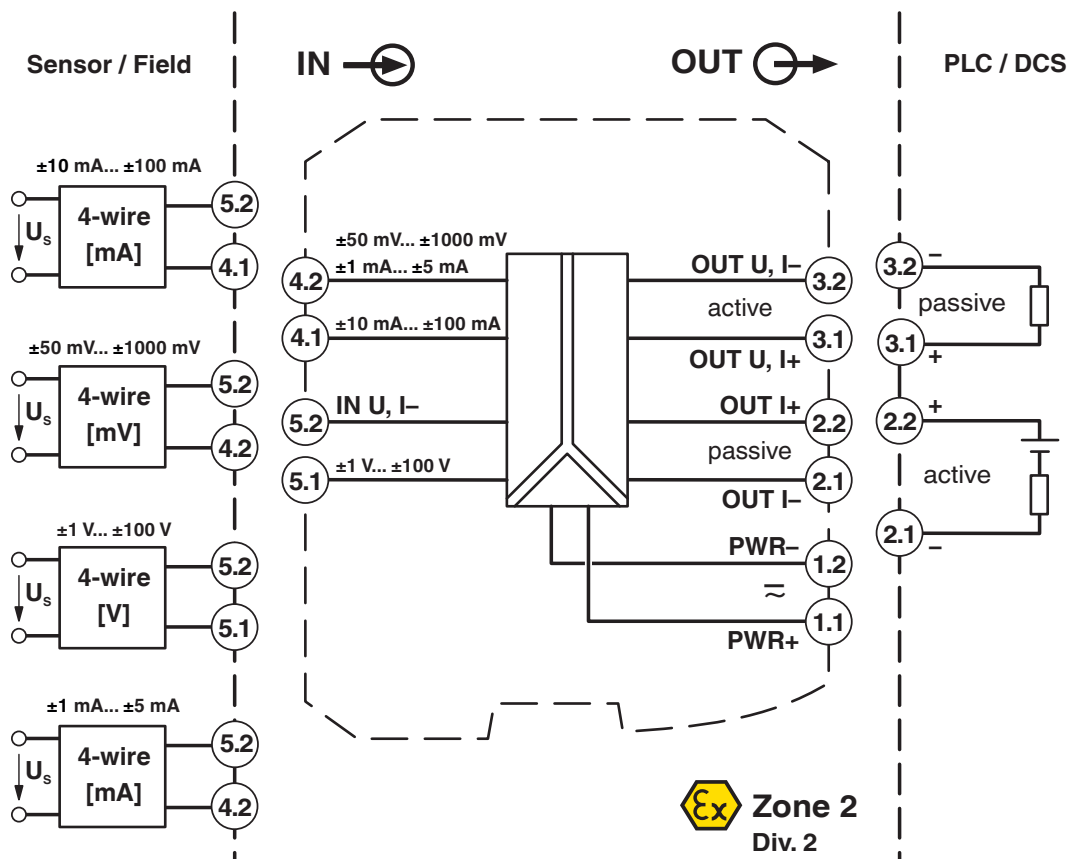 Sensor / Field
IN
OUT
PLC / DCS
±10 mA... ±100 mA
Us
4-wire
[mA]
5.2
4.1
±50 mV... ±1000 mV
Us
4-wire
[mV]
5.2
4.2
±1 V... ±100 V
Us
4-wire
[V]
5.2
5.1
±1 mA... ±5 mA
Us
4-wire
[mA]
5.2
4.2
±50 mV... ±1000 mV
4.2
±1 mA... ±5 mA
4.1
±10 mA... ±100 mA
5.2
IN U, I–
5.1
±1 V... ±100 V
OUT U, I–
3.2
active
3.1
OUT U, I+
OUT I+
2.2
passive
2.1
OUT I–
PWR–
1.2
1.1
PWR+
3.2
–
passive
3.1
+
2.2
+
active
2.1
–
Ex
Zone 2
Div. 2